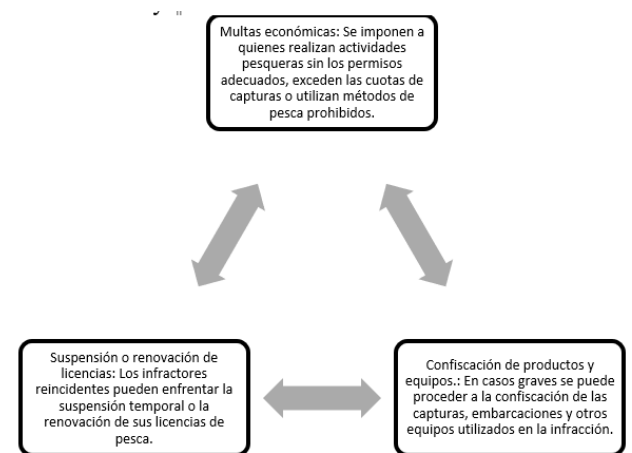 Multas económicas: Se imponen a
quienes realizan actividades
pesqueras sin los permisos
adecuados, exceden las cuotas de
capturas o utilizan métodos de
pesca prohibidos.
Suspensión o renovación de
licencias: Los infractores
reincidentes pueden enfrentar la
suspensión temporal o la
renovación de sus licencias de
pesca.
Confiscación de productos y
equipos.: En casos graves se puede
proceder a la confiscación de las
capturas, embarcaciones y otros
equipos utilizados en la infracción.